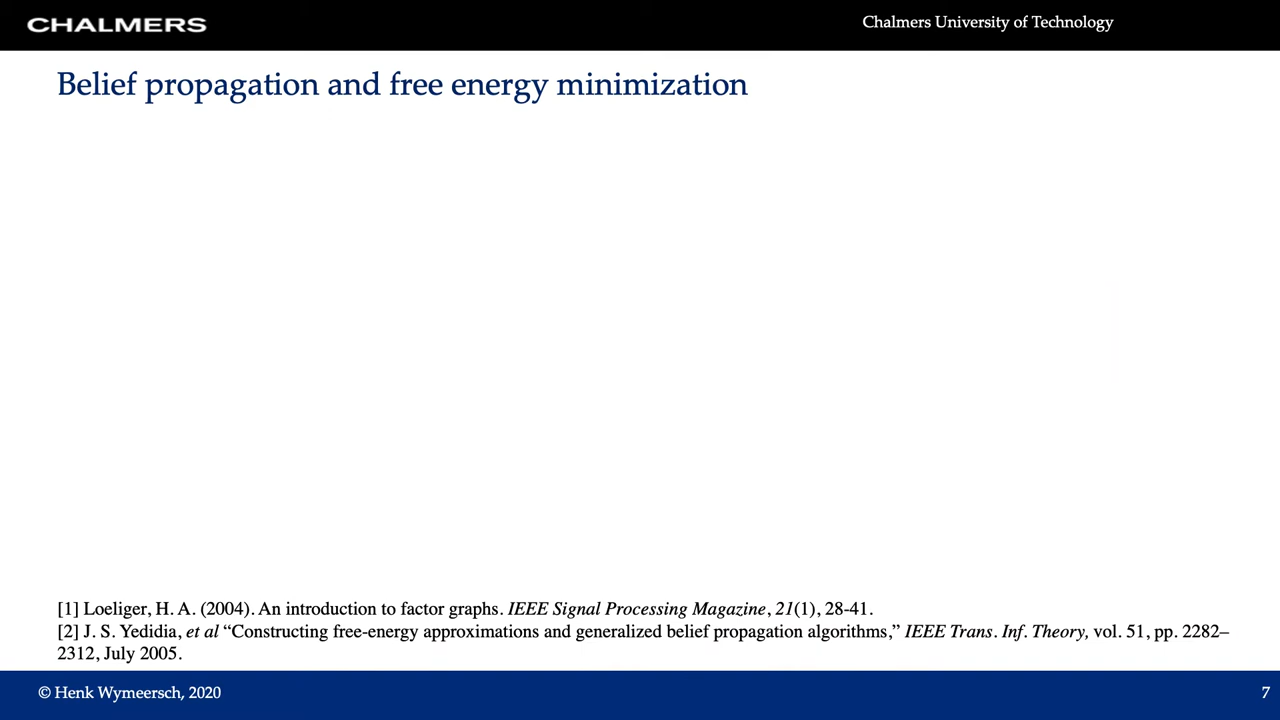 CHALMERS
Chalmers University of Technology
Belief propagation and free energy minimization
[1] Loeliger, H. A. (2004). An introduction to factor graphs. IEEE Signal Processing Magazine, 21(1), 28-41.
[2] J. S. Yedidia, et al “Constructing free-energy approximations and generalized belief propagation algorithms,” IEEE Trans. Inf. Theory, vol. 51, pp. 2282–
2312, July 2005.
© Henk Wymeersch, 2020
7